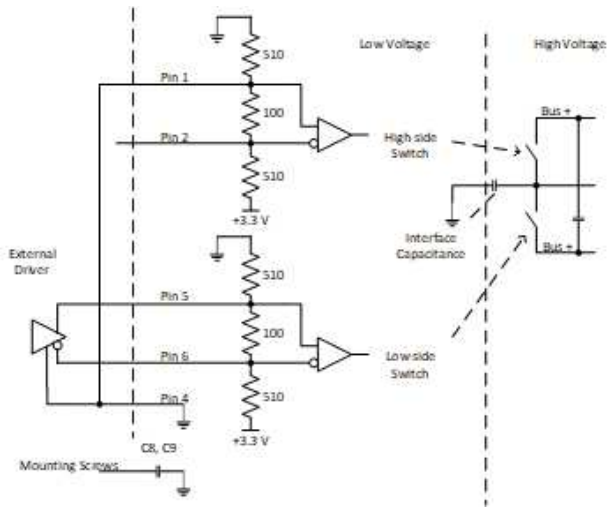 510
Low Voltage
High Voltage
Pin 1
100
Bus +
Pin 2
High side
Switch
510
+3.3 V
Interface
Capacitance
External
Driver
510
Bus +
Pin 5
100
Pin 6
Low side
Switch
Pin 4
510
+3.3 V
C8, C9
Mounting Screws